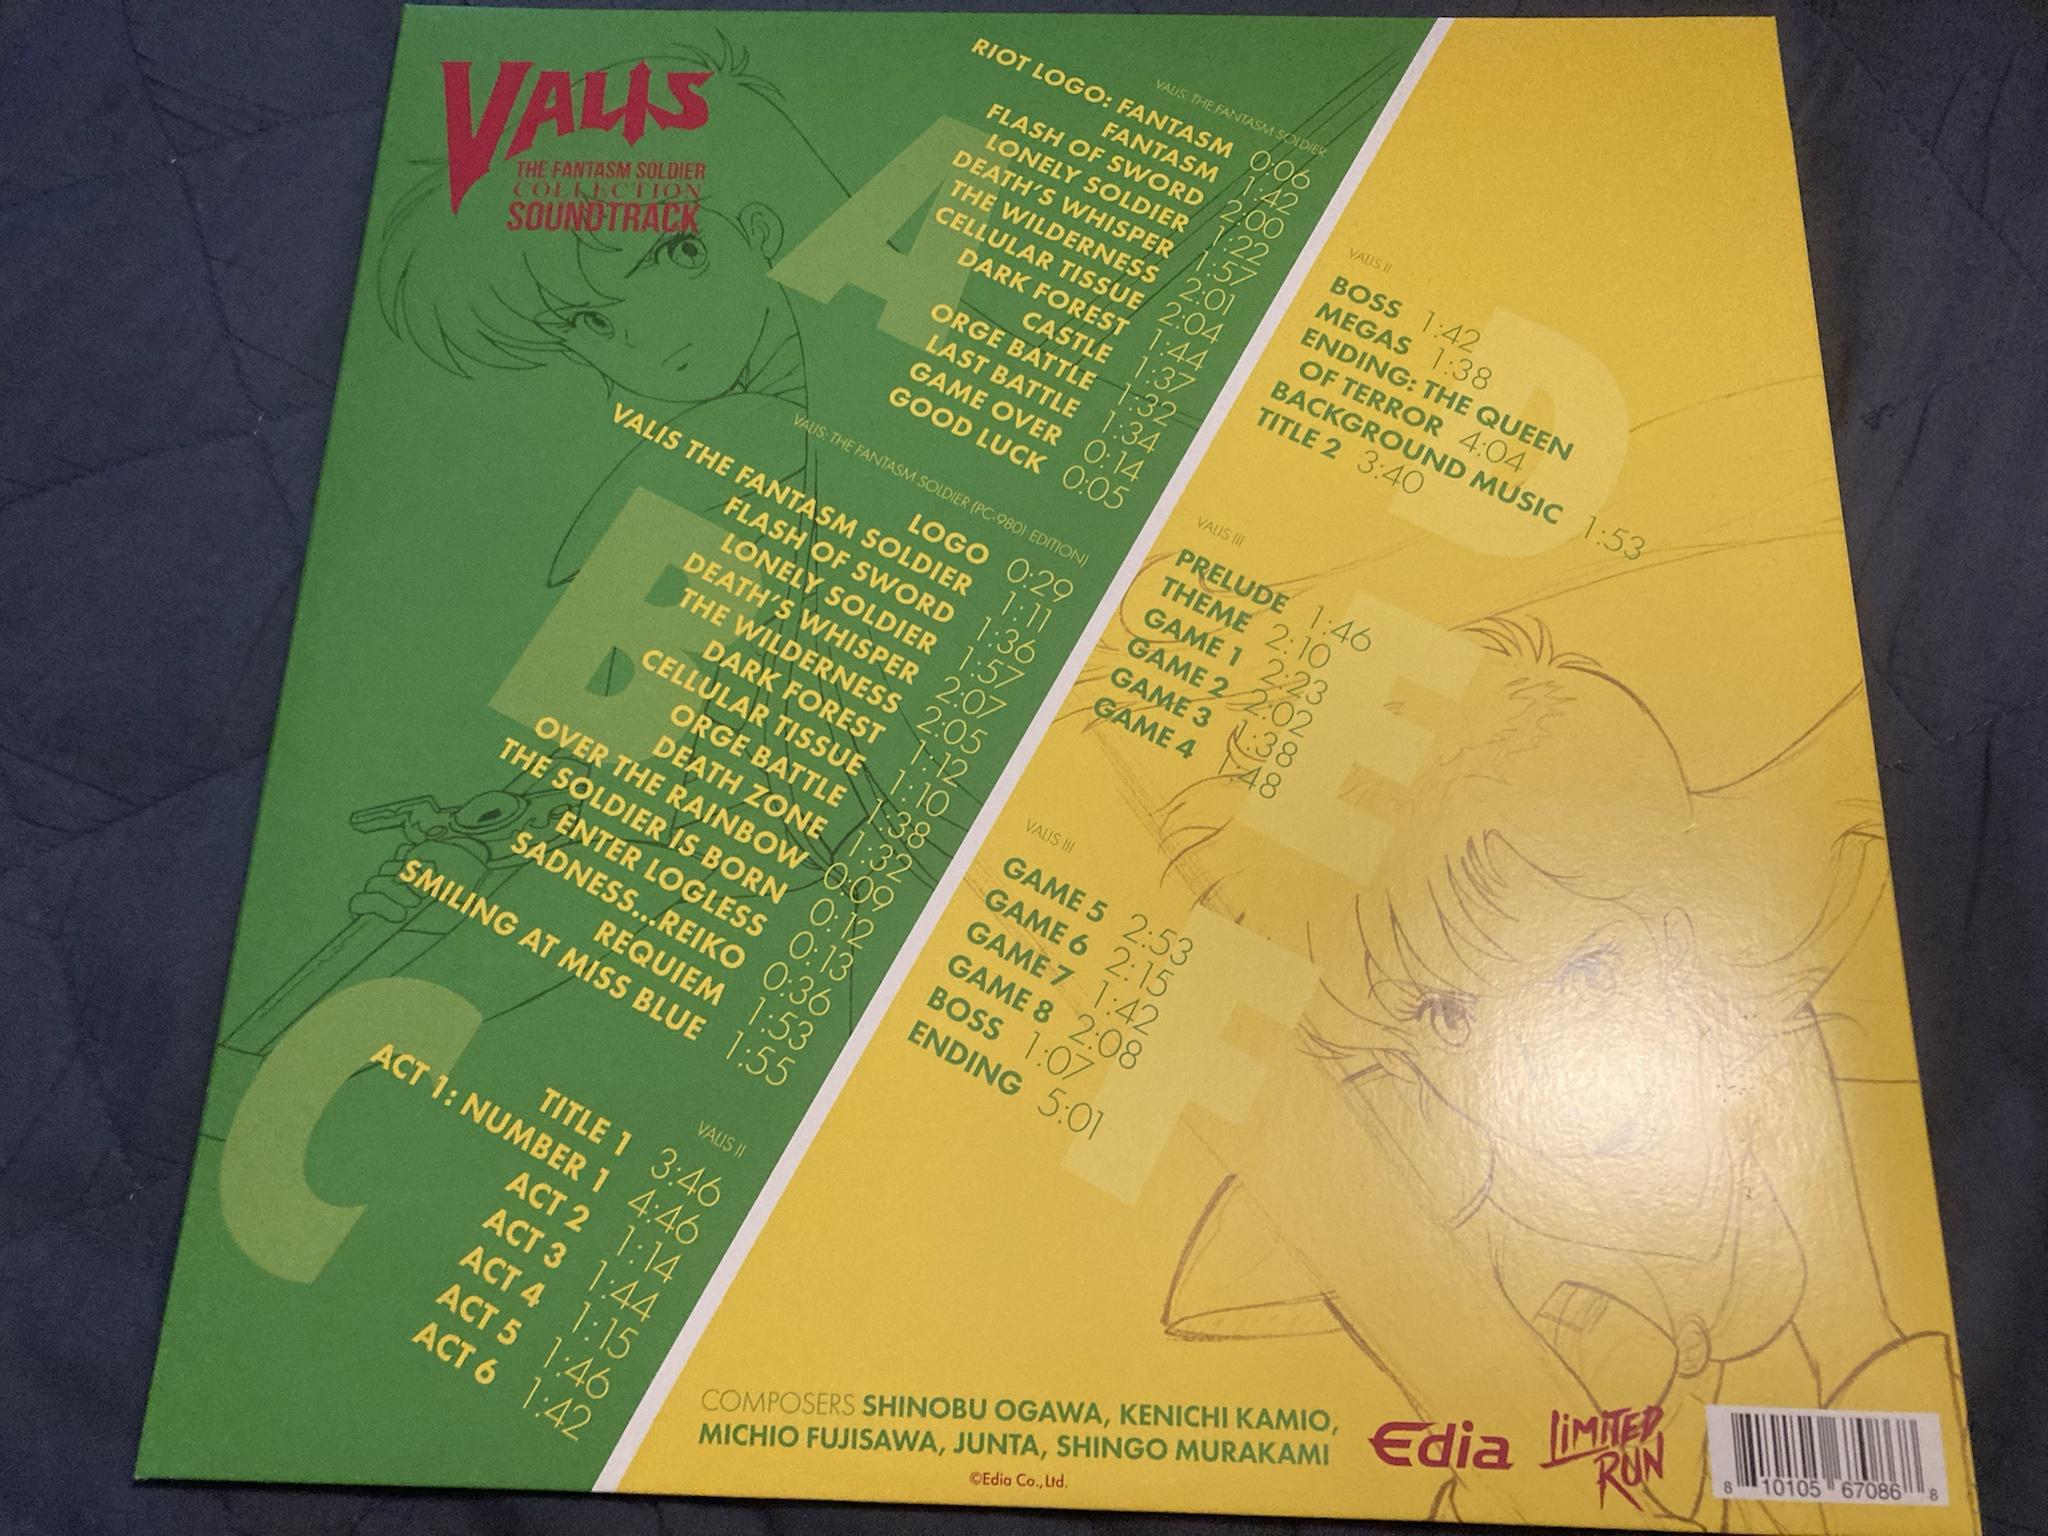 VALIS
THE FANTASM SOLDIER
COLLECTION
SOUNDTRACK
A
VALIS: THE FANTASM SOLDIER
RIOT LOGO: FANTASM 0:06
FANTASM 1:42
FLASH OF SWORD 2:00
LONELY SOLDIER 1:22
DEATH'S WHISPER 1:57
THE WILDERNESS 2:01
CELLULAR TISSUE 2:04
DARK FOREST 1:44
CASTLE 1:37
ORGE BATTLE 1:32
LAST BATTLE 1:34
GAME OVER 0:14
GOOD LUCK 0:05
B
VALIS: THE FANTASM SOLDIER (PC-9801 EDITION)
LOGO 0:29
VALIS THE FANTASM SOLDIER 1:11
FLASH OF SWORD 1:36
LONELY SOLDIER 1:57
DEATH'S WHISPER 2:07
THE WILDERNESS 2:05
DARK FOREST 1:12
CELLULAR TISSUE 1:10
ORGE BATTLE 1:38
DEATH ZONE 1:32
OVER THE RAINBOW 0:09
THE SOLDIER IS BORN 0:12
ENTER LOGLESS 0:13
SADNESS...REIKO 0:36
REQUIEM 1:53
SMILING AT MISS BLUE 1:55
C
VALIS II
TITLE 1 3:46
ACT 1: NUMBER 1 4:46
ACT 2 1:14
ACT 3 1:44
ACT 4 1:15
ACT 5 1:46
ACT 6 1:42
D
VALIS II
BOSS 1:42
MEGAS 1:38
ENDING: THE QUEEN
OF TERROR 4:04
BACKGROUND MUSIC 1:53
TITLE 2 3:40
E
VALIS III
PRELUDE 1:46
THEME 2:10
GAME 1 2:23
GAME 2 2:02
GAME 3 1:38
GAME 4 1:48
F
VALIS III
GAME 5 2:53
GAME 6 2:15
GAME 7 1:42
GAME 8 2:08
BOSS 1:07
ENDING 5:01
COMPOSERS SHINOBU OGAWA, KENICHI KAMIO,
MICHIO FUJISAWA, JUNTA, SHINGO MURAKAMI
©Edia Co., Ltd.
Edia
LIMITED
RUN
8 10105 67086 8